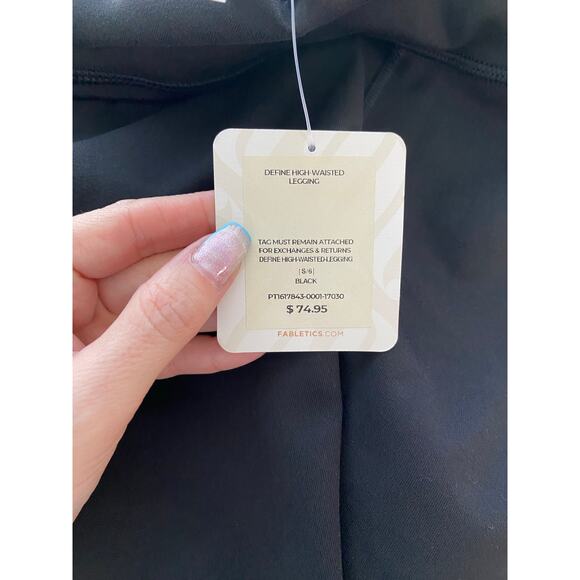 DEFINE HIGH-WAISTED
LEGGING
TAG MUST REMAIN ATTACHED
FOR EXCHANGES & RETURNS
DEFINE HIGH-WAISTED-LEGGING
| S/6 |
BLACK
PT1617843-0001-17030
$ 74.95
FABLETICS.COM